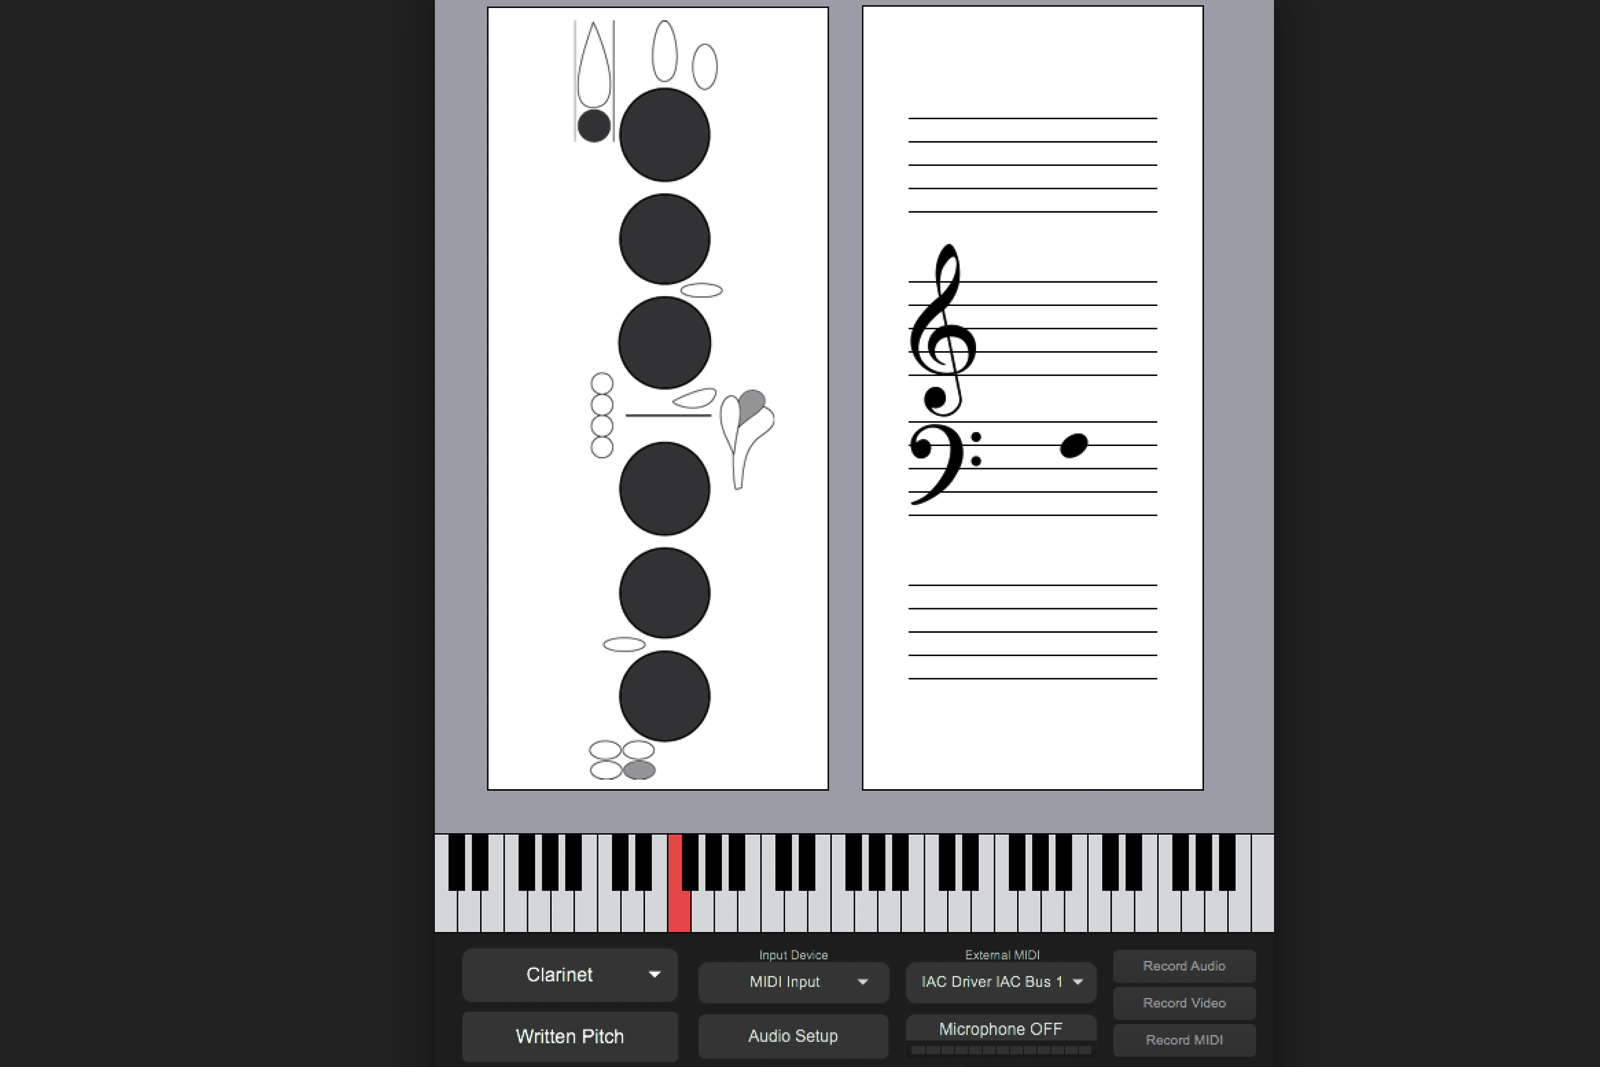 Clarinet
Written Pitch
Input Device
MIDI Input
Audio Setup
External MIDI
IAC Driver IAC Bus 1
Microphone OFF
Record Audio
Record Video
Record MIDI